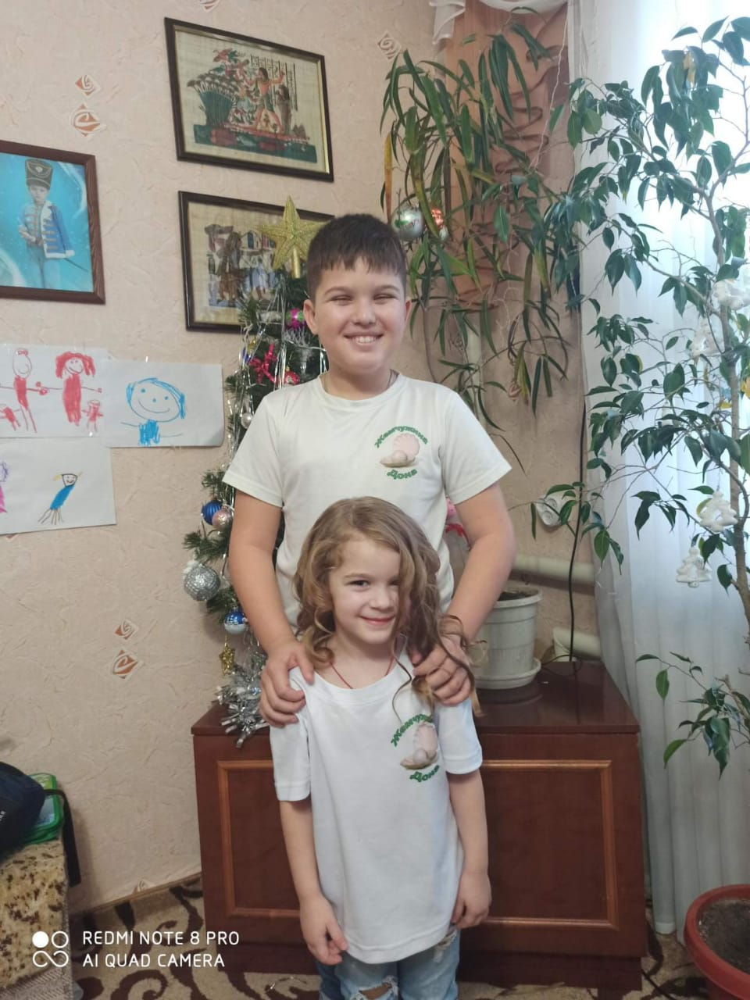 Жемчужина
Дона
Жемчужина
Дона
REDMI NOTE 8 PRO
AI QUAD CAMERA